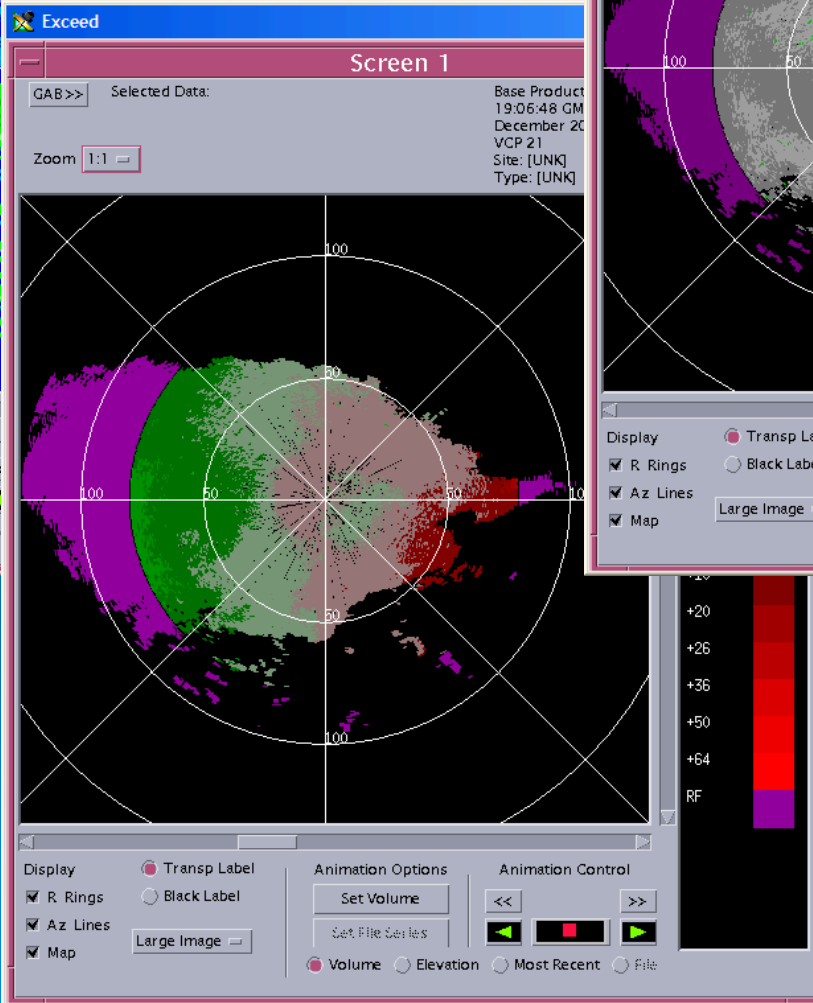 Exceed
Screen 1
GAB>> Selected Data:
Base Product
19:06:48 GM
December 20
VCP 21
Site: [UNK]
Type: [UNK]
Zoom 1:1
100
50
100 50 50 10
50
100
Display
R Rings
Az Lines
Map
Transp Label
Black Label
Large Image
Animation Options
Set Volume
Set File Series
Animation Control
<< >>
Volume Elevation Most Recent File
100 50
Display
R Rings
Az Lines
Map
Transp La
Black Labe
Large Image
+20
+26
+36
+50
+64
RF